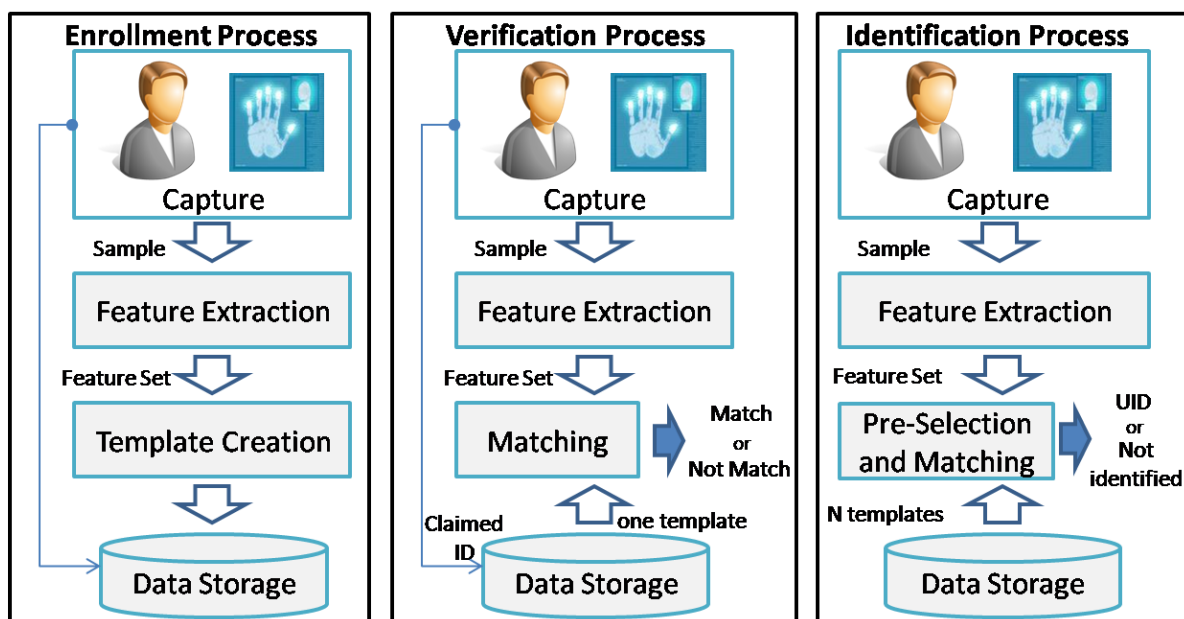 Enrollment Process
Capture
Sample
Feature Extraction
Feature Set
Template Creation
Data Storage
Verification Process
Capture
Sample
Feature Extraction
Feature Set
Matching
Match
or
Not Match
Claimed
ID
one template
Data Storage
Identification Process
Capture
Sample
Feature Extraction
Feature Set
Pre-Selection
and Matching
UID
or
Not
identified
N templates
Data Storage